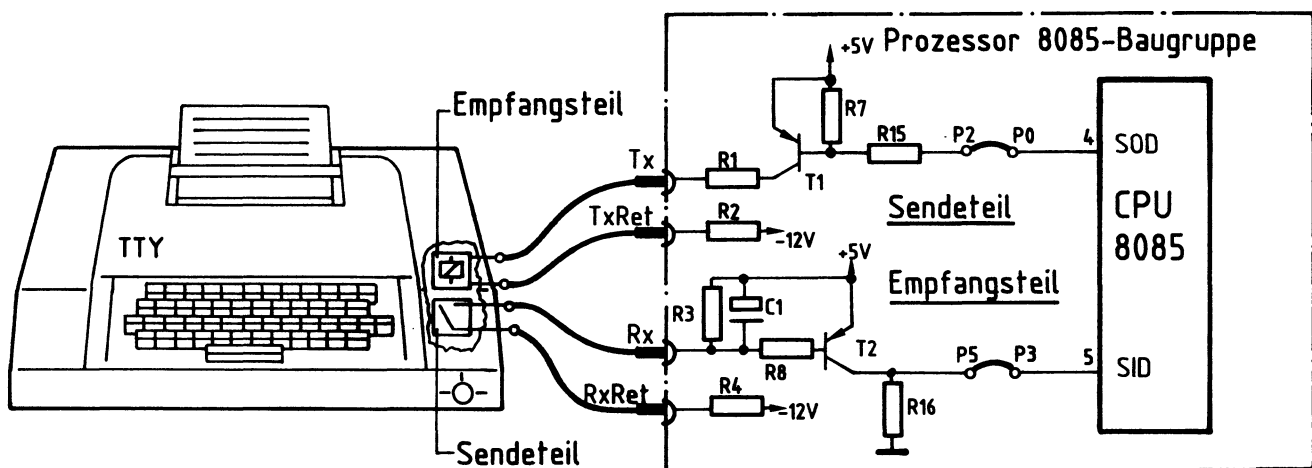 Prozessor 8085-Baugruppe
+5V
Empfangsteil
R7
R15
P2
P0
4
SOD
Tx
R1
T1
CPU
8085
TxRet
R2
-12V
Sendeteil
TTY
+5V
Empfangsteil
R3
C1
Rx
R8
T2
P5
P3
5
SID
RxRet
R4
-12V
R16
Sendeteil